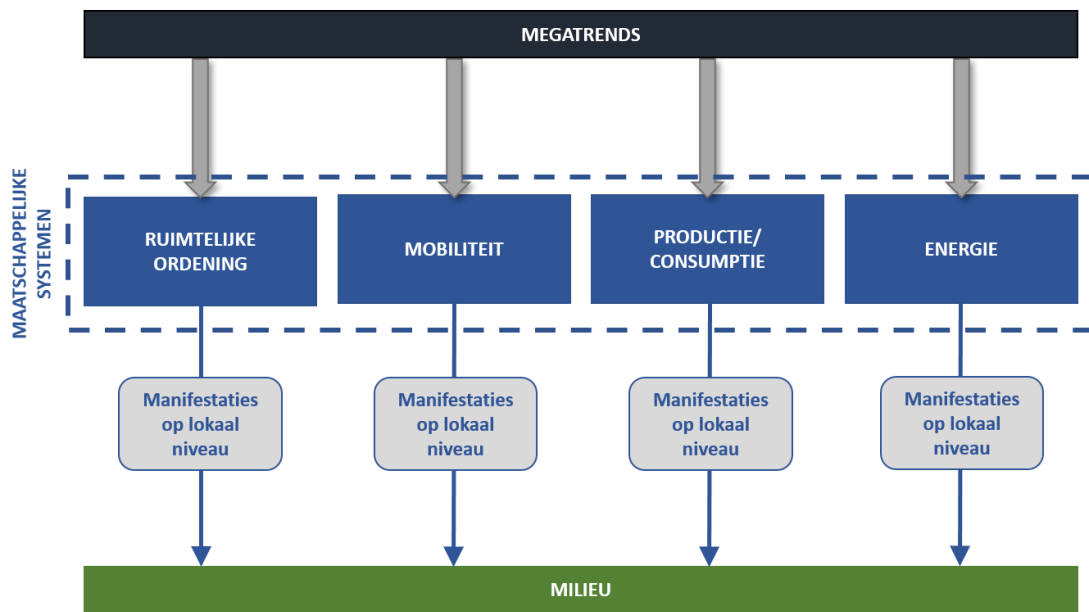 MEGATRENDS
MAATSCHAPPELIJKE
SYSTEMEN
RUIMTELIJKE
ORDENING
MOBILITEIT
PRODUCTIE/
CONSUMPTIE
ENERGIE
Manifestaties
op lokaal
niveau
Manifestaties
op lokaal
niveau
Manifestaties
op lokaal
niveau
Manifestaties
op lokaal
niveau
MILIEU